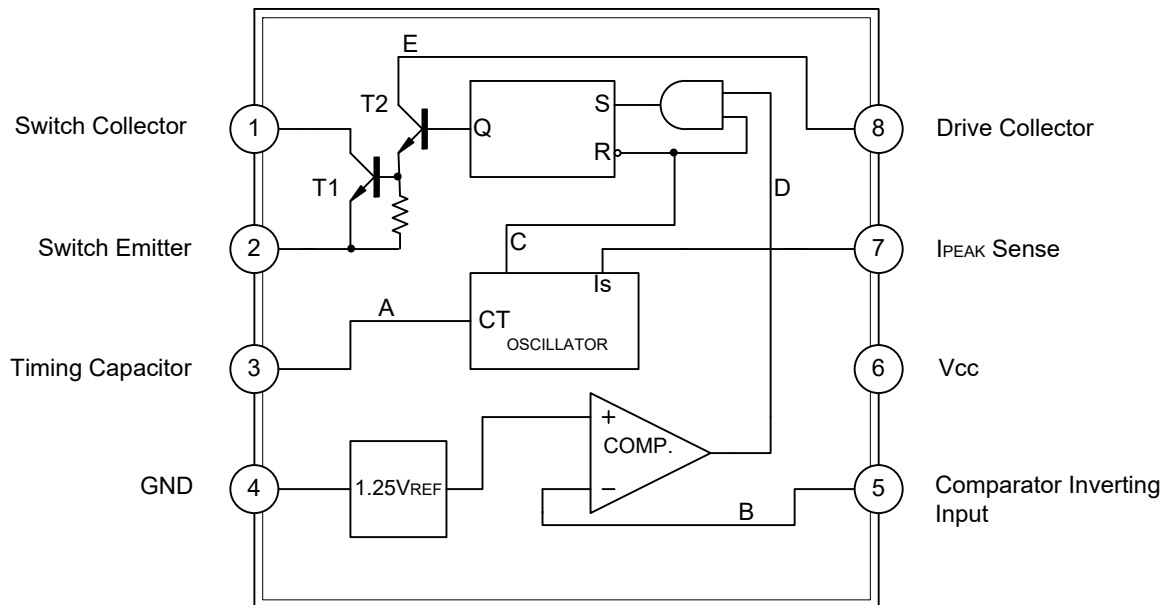 E
T2
S
Switch Collector
1
Q
8
Drive Collector
R
T1
D
Switch Emitter
2
C
7
IPEAK Sense
Is
A
CT
OSCILLATOR
Timing Capacitor
3
6
Vcc
+
COMP.
GND
4
1.25VREF
−
5
Comparator Inverting
Input
B